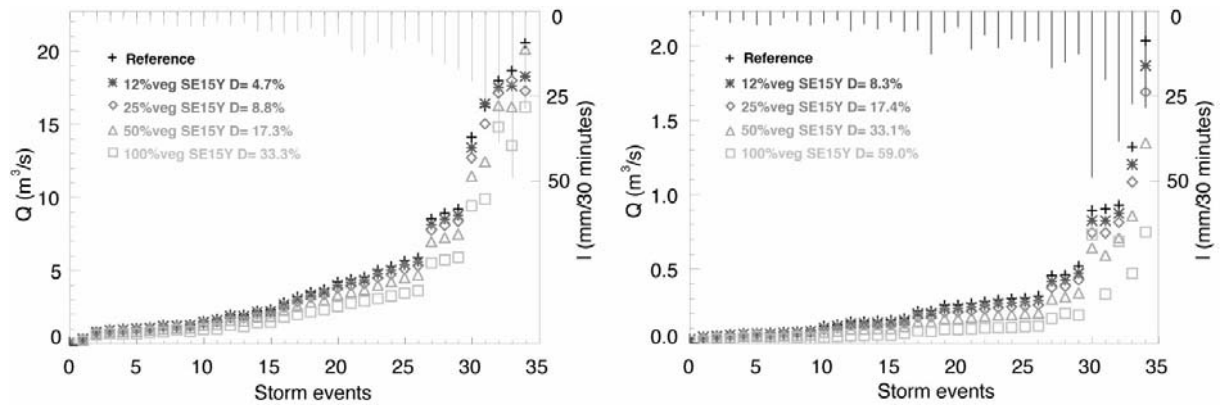 0
20
15
10
5
0
Q (m³/s)
+ Reference
12%veg SE15Y D= 4.7%
25%veg SE15Y D= 8.8%
50%veg SE15Y D= 17.3%
100%veg SE15Y D= 33.3%
25
50
I (mm/30 minutes)
0 5 10 15 20 25 30 35
Storm events
0
2.0
1.5
1.0
0.5
0.0
Q (m³/s)
+ Reference
12%veg SE15Y D= 8.3%
25%veg SE15Y D= 17.4%
50%veg SE15Y D= 33.1%
100%veg SE15Y D= 59.0%
25
50
I (mm/30 minutes)
0 5 10 15 20 25 30 35
Storm events